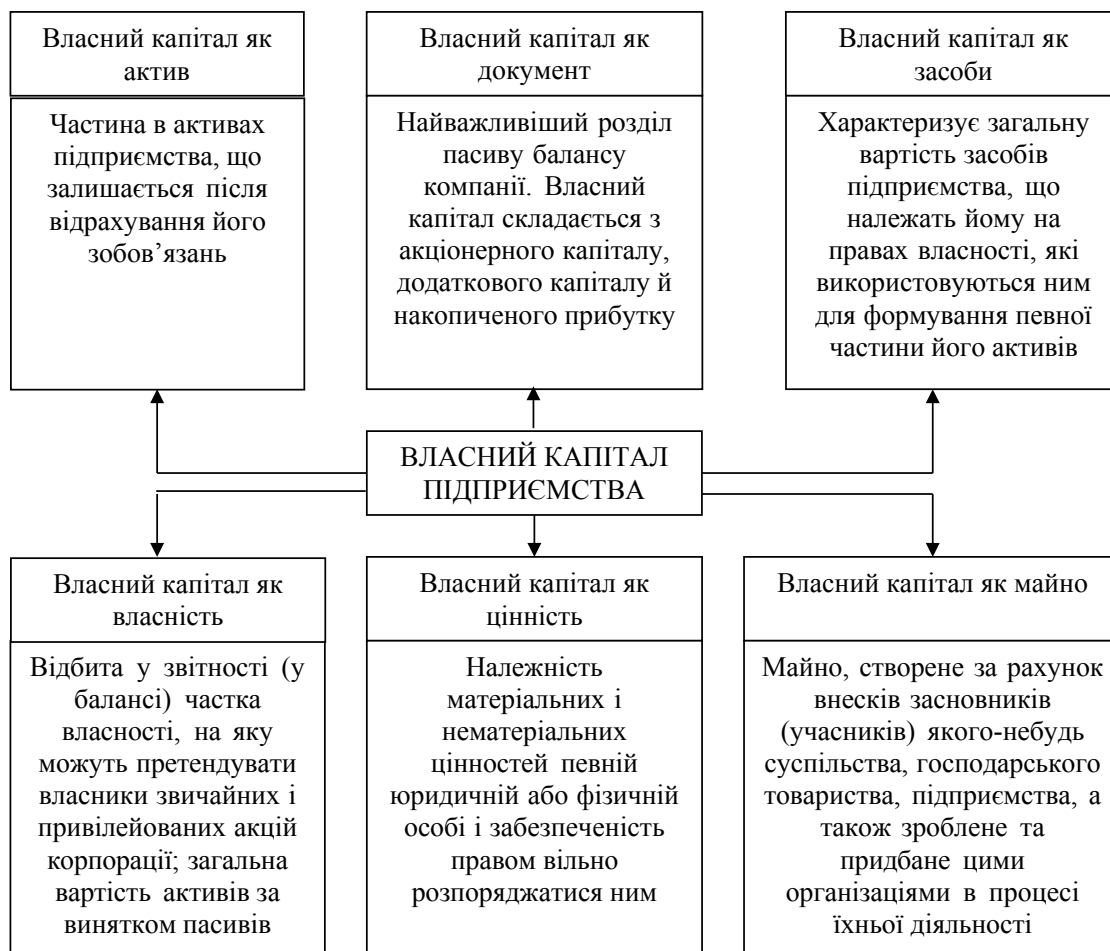 Власний капітал як
актив
Частина в активах
підприємства, що
залишається після
відрахування його
зобов’язань
Власний капітал як
документ
Найважливіший розділ
пасиву балансу
компанії. Власний
капітал складається з
акціонерного капіталу,
додаткового капіталу й
накопиченого прибутку
Власний капітал як
засоби
Характеризує загальну
вартість засобів
підприємства, що
належать йому на
правах власності, які
використовуються ним
для формування певної
частини його активів
ВЛАСНИЙ КАПІТАЛ
ПІДПРИЄМСТВА
Власний капітал як
власність
Відбита у звітності (у
балансі) частка
власності, на яку
можуть претендувати
власники звичайних і
привілейованих акцій
корпорації; загальна
вартість активів за
винятком пасивів
Власний капітал як
цінність
Належність
матеріальних і
нематеріальних
цінностей певній
юридичній або фізичній
особі і забезпеченість
правом вільно
розпоряджатися ним
Власний капітал як майно
Майно, створене за рахунок
внесків засновників
(учасників) якого-небудь
суспільства, господарського
товариства, підприємства, а
також зроблене та
придбане цими
організаціями в процесі
їхньої діяльності